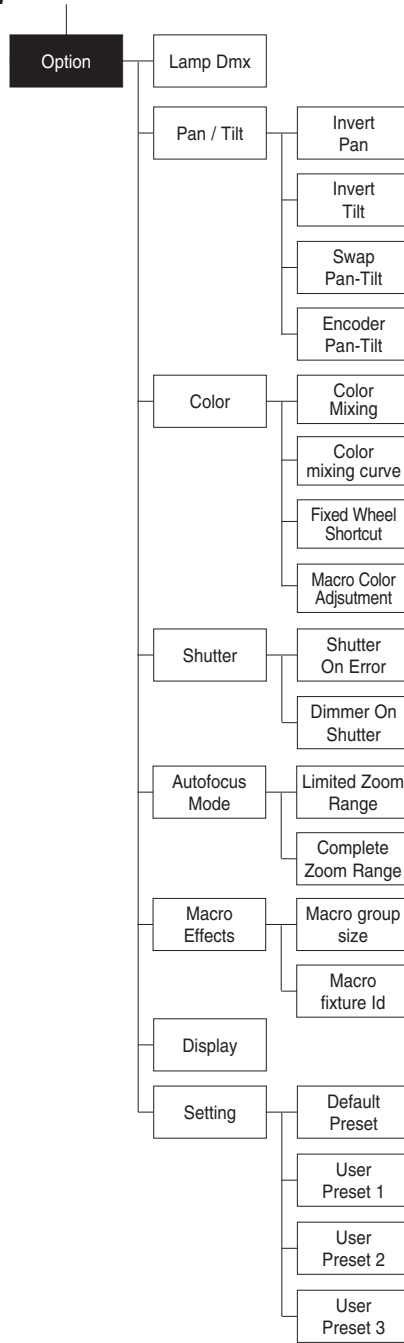 Option
Lamp Dmx
Pan / Tilt
Invert
Pan
Invert
Tilt
Swap
Pan-Tilt
Encoder
Pan-Tilt
Color
Color
Mixing
Color
mixing curve
Fixed Wheel
Shortcut
Macro Color
Adjsutment
Shutter
Shutter
On Error
Dimmer On
Shutter
Autofocus
Mode
Limited Zoom
Range
Complete
Zoom Range
Macro
Effects
Macro group
size
Macro
fixture Id
Display
Setting
Default
Preset
User
Preset 1
User
Preset 2
User
Preset 3